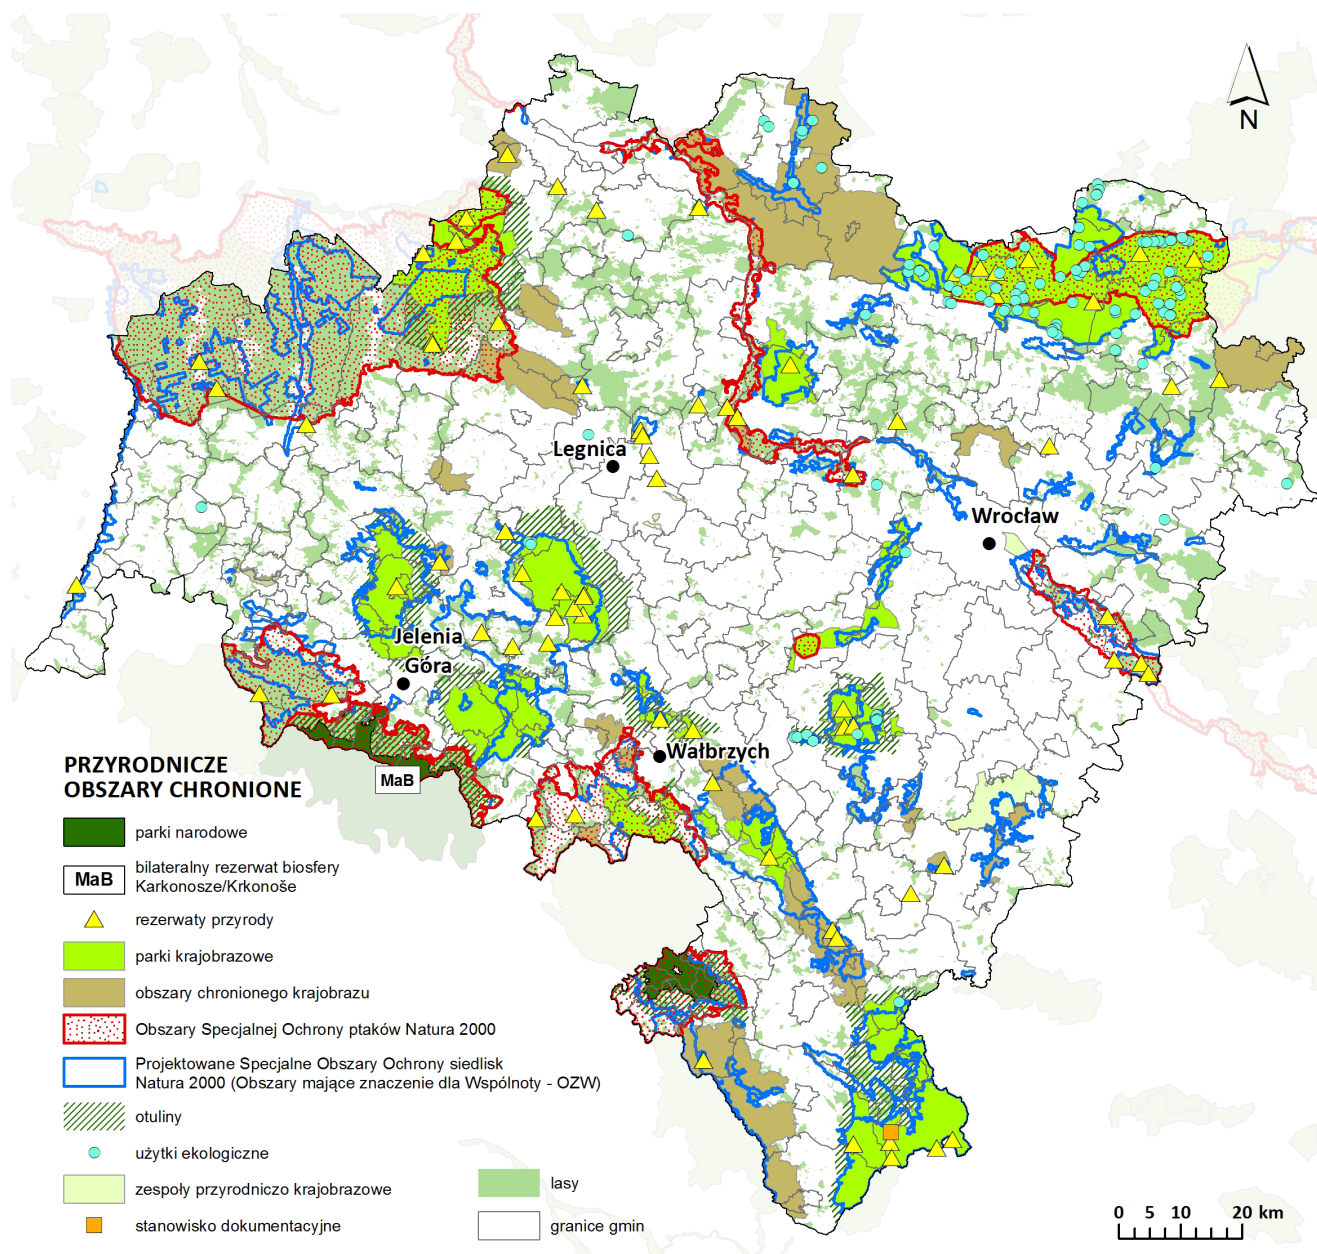 N
Legnica
Wrocław
Jelenia
Góra
Wałbrzych
MaB
PRZYRODNICZE
OBSZARY CHRONIONE
parki narodowe
MaB
bilateralny rezerwat biosfery
Karkonosze/Krkonoše
rezerwaty przyrody
parki krajobrazowe
obszary chronionego krajobrazu
Obszary Specjalnej Ochrony ptaków Natura 2000
Projektowane Specjalne Obszary Ochrony siedlisk
Natura 2000 (Obszary mające znaczenie dla Wspólnoty - OZW)
otuliny
użytki ekologiczne
zespoły przyrodniczo krajobrazowe
stanowisko dokumentacyjne
lasy
granice gmin
0 5 10 20 km